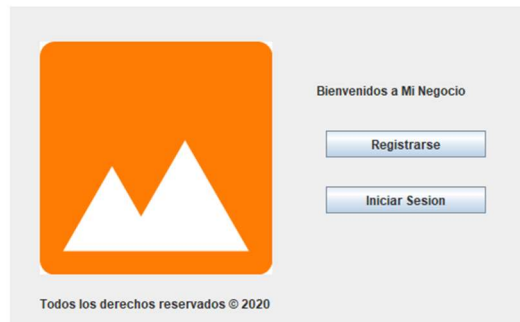 Bienvenidos a Mi Negocio
Registrarse
Iniciar Sesion
Todos los derechos reservados © 2020